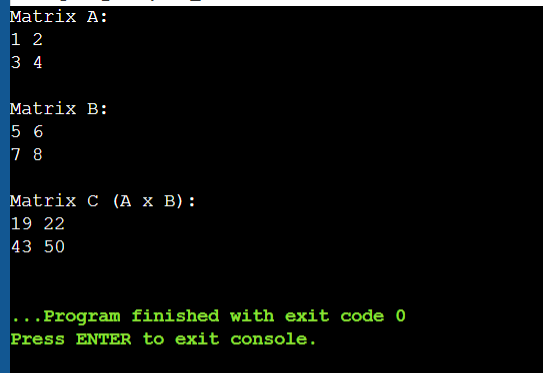 Matrix A:
1 2
3 4
Matrix B:
5 6
7 8
Matrix C (A x B):
19 22
43 50
...Program finished with exit code 0
Press ENTER to exit console.